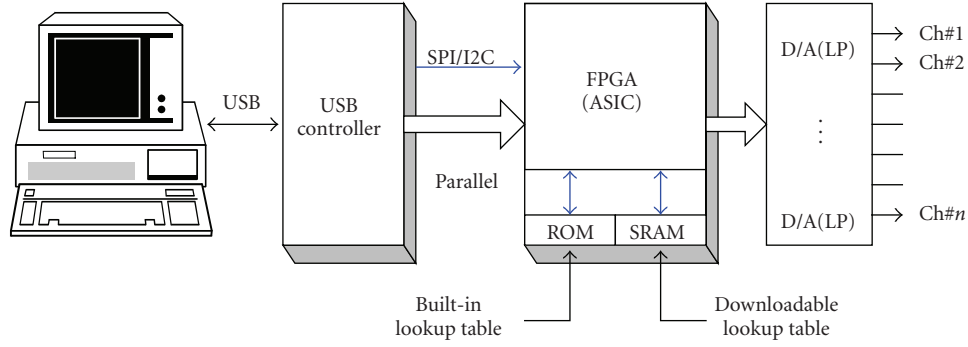 USB
USB
controller
SPI/I2C
Parallel
FPGA
(ASIC)
ROM
SRAM
Built-in
lookup table
Downloadable
lookup table
D/A(LP)
⋮
D/A(LP)
Ch#1
Ch#2
Ch#n